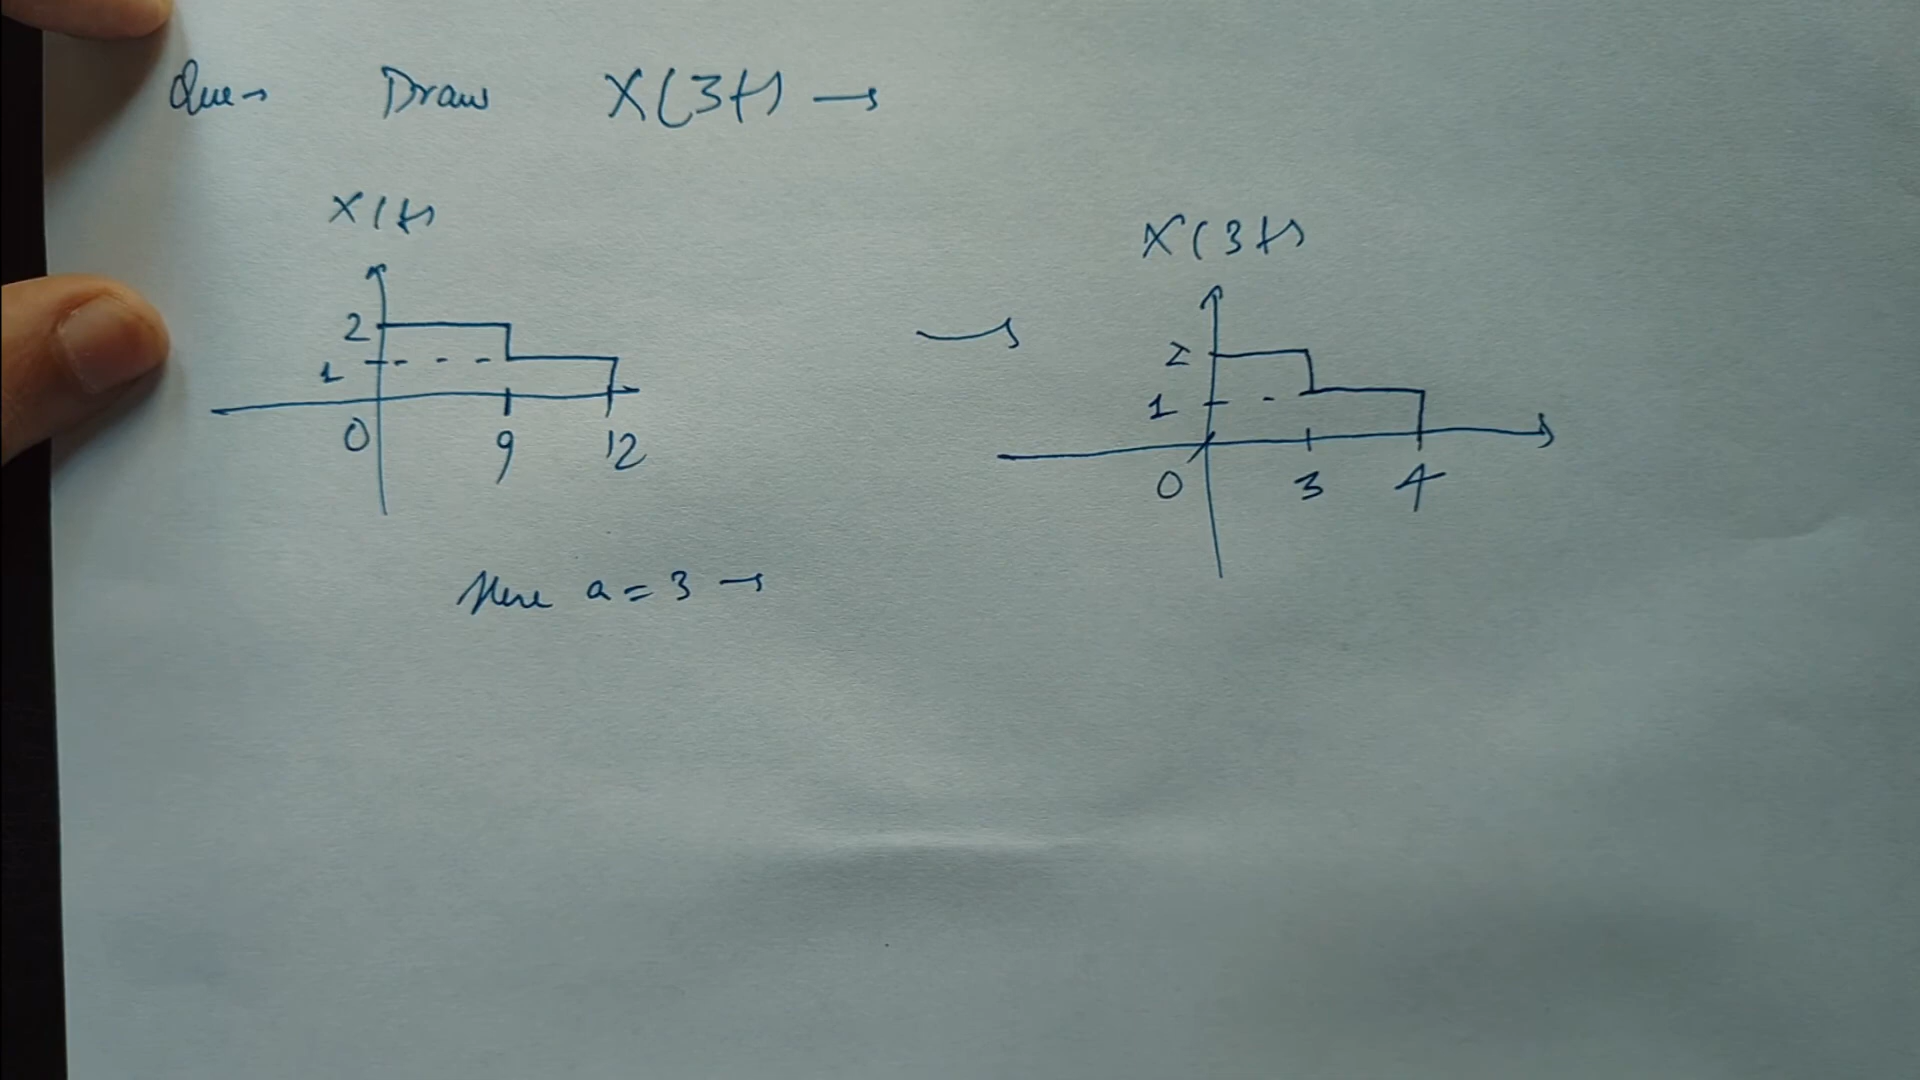 Que → Draw X(3t) →
X(t)
X(3t)
2
1
0 9 12
→
2
1
0 3 4
Here a = 3 →